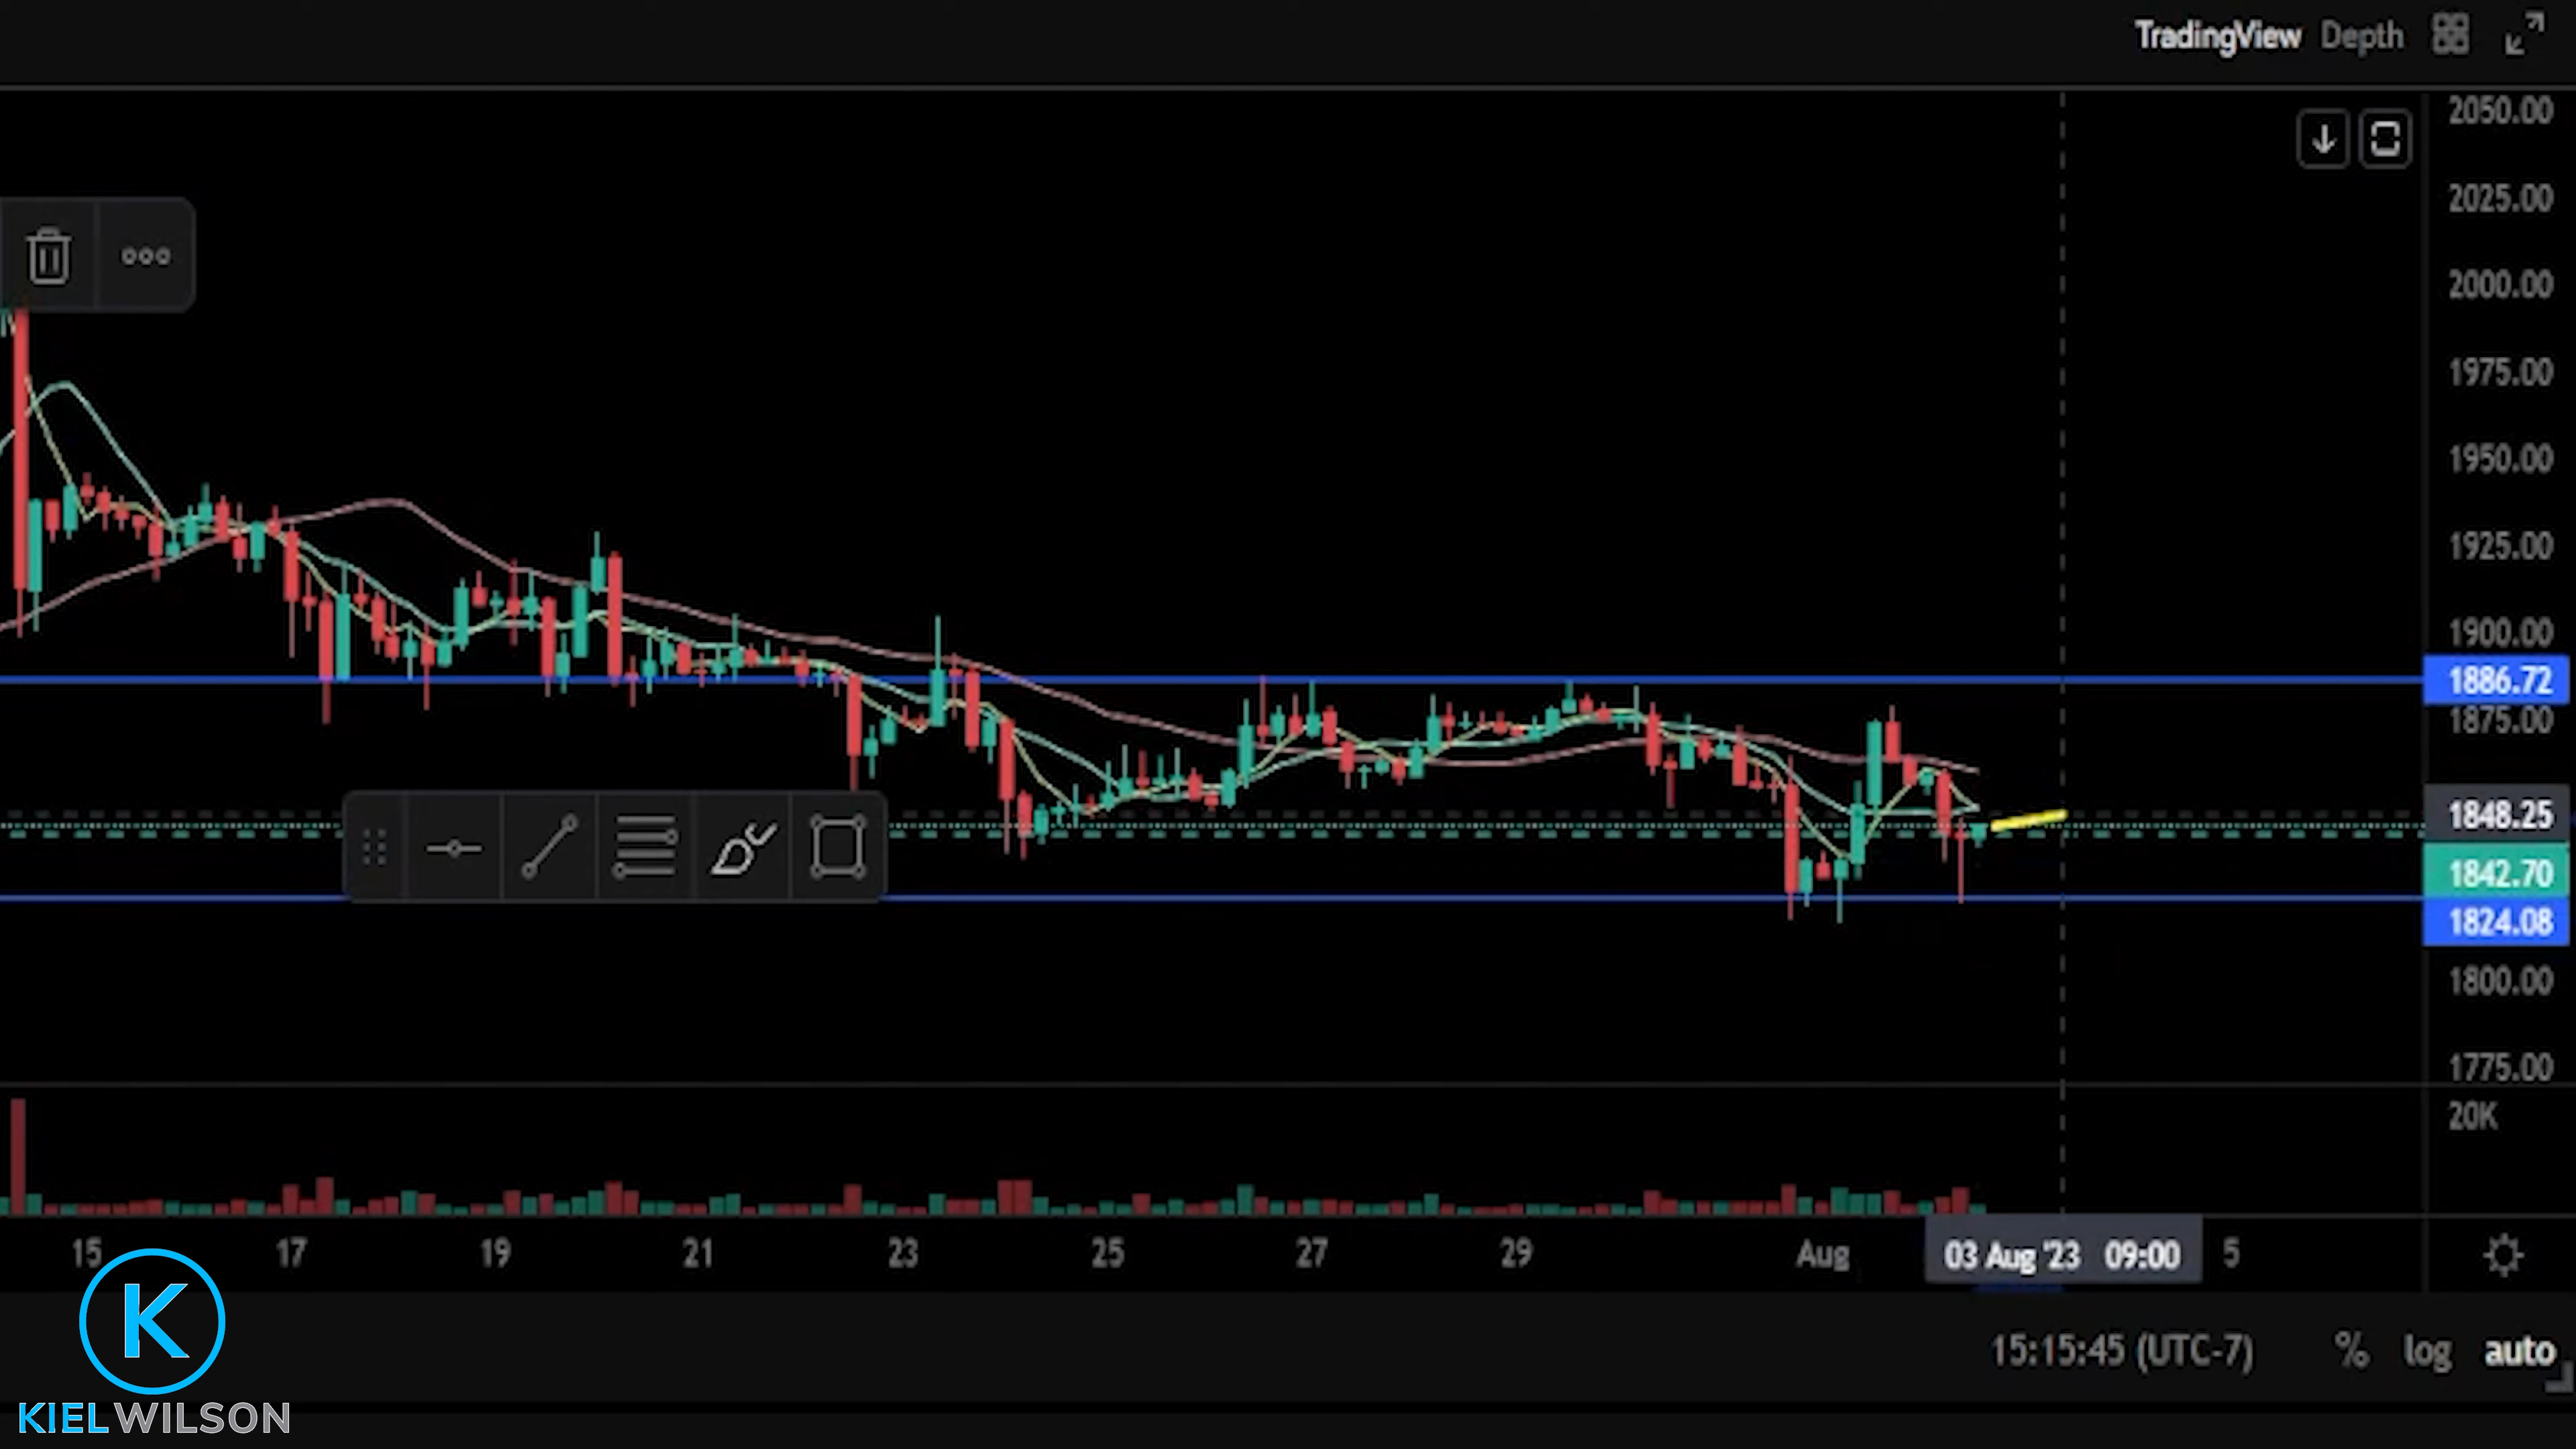 TradingView Depth
2050.00
2025.00
2000.00
1975.00
1950.00
1925.00
1900.00
1886.72
1875.00
1848.25
1842.70
1824.08
1800.00
1775.00
20K
15 17 19 21 23 25 27 29 Aug 03 Aug '23 09:00 5
15:15:45 (UTC-7) % log auto
K
KIELWILSON